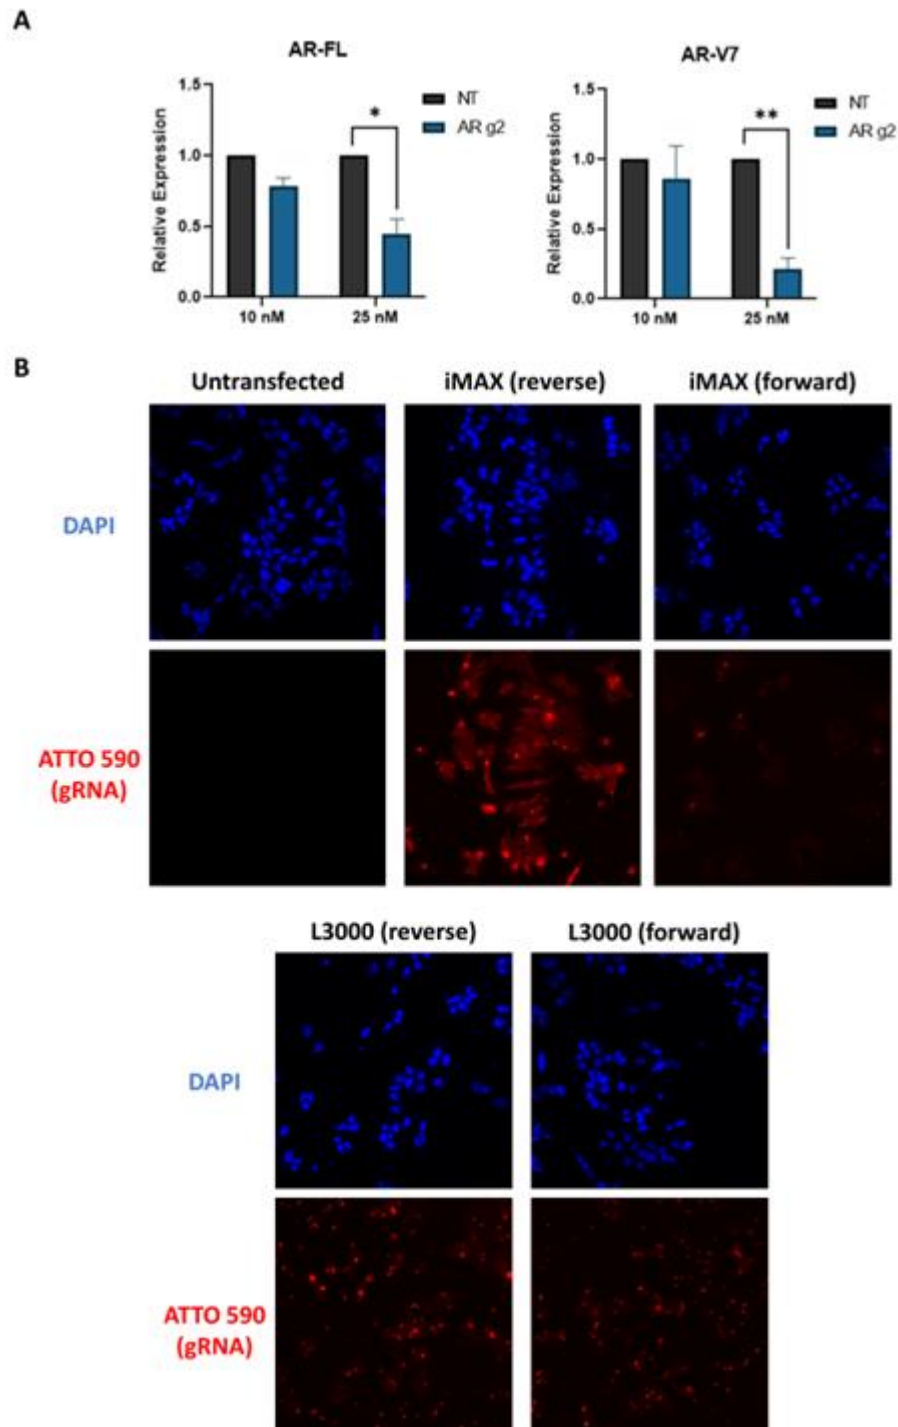 A
AR-FL
1.5
1.0
0.5
0.0
Relative Expression
*
NT
AR g2
10 nM
25 nM
AR-V7
1.5
1.0
0.5
0.0
Relative Expression
**
NT
AR g2
10 nM
25 nM
B
Untransfected
iMAX (reverse)
iMAX (forward)
DAPI
ATTO 590
(gRNA)
L3000 (reverse)
L3000 (forward)
DAPI
ATTO 590
(gRNA)